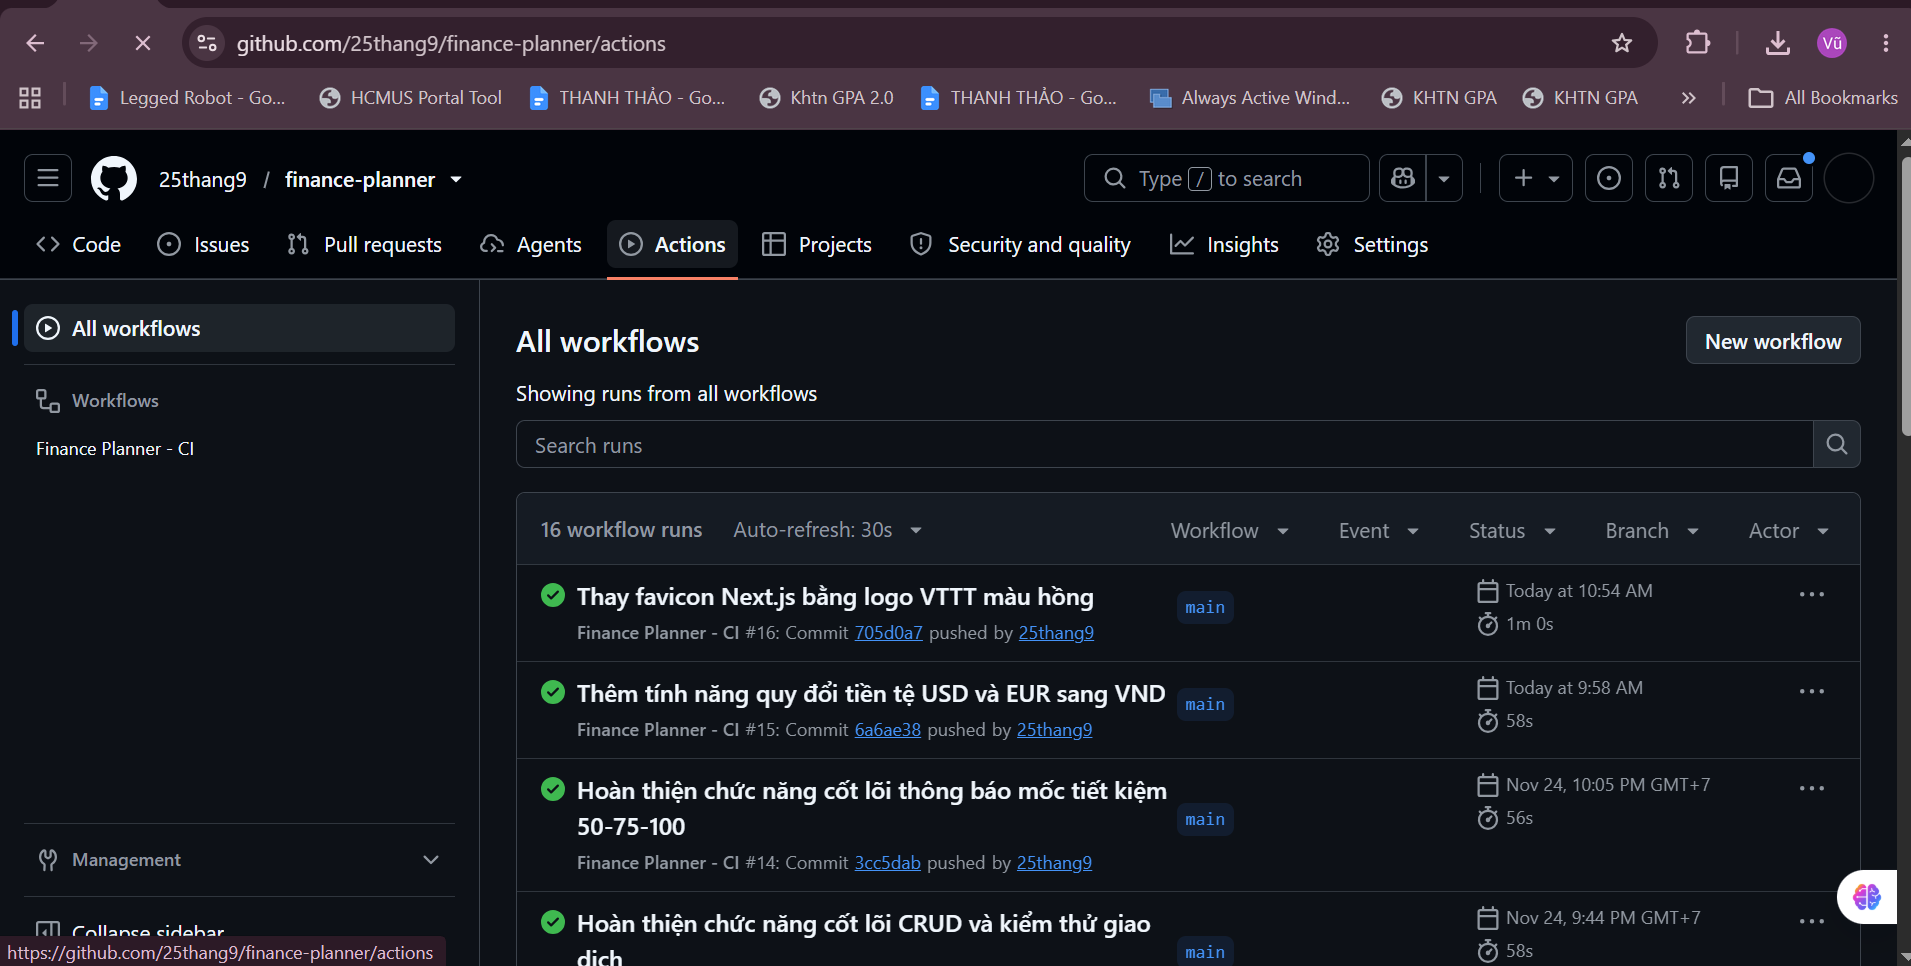 github.com/25thang9/finance-planner/actions
Vũ
Legged Robot - Go...
HCMUS Portal Tool
THANH THẢO - Go...
Khtn GPA 2.0
THANH THẢO - Go...
Always Active Wind...
KHTN GPA
KHTN GPA
All Bookmarks
25thang9 / finance-planner
Type / to search
Code
Issues
Pull requests
Agents
Actions
Projects
Security and quality
Insights
Settings
All workflows
Workflows
Finance Planner - CI
Management
Collapse sidebar
https://github.com/25thang9/finance-planner/actions
All workflows
New workflow
Showing runs from all workflows
Search runs
16 workflow runs
Auto-refresh: 30s
Workflow
Event
Status
Branch
Actor
Thay favicon Next.js bằng logo VTTT màu hồng
Finance Planner - CI #16: Commit 705d0a7 pushed by 25thang9
main
Today at 10:54 AM
1m 0s
Thêm tính năng quy đổi tiền tệ USD và EUR sang VND
Finance Planner - CI #15: Commit 6a6ae38 pushed by 25thang9
main
Today at 9:58 AM
58s
Hoàn thiện chức năng cốt lõi thông báo mốc tiết kiệm
50-75-100
Finance Planner - CI #14: Commit 3cc5dab pushed by 25thang9
main
Nov 24, 10:05 PM GMT+7
56s
Hoàn thiện chức năng cốt lõi CRUD và kiểm thử giao
dịch
main
Nov 24, 9:44 PM GMT+7
58s